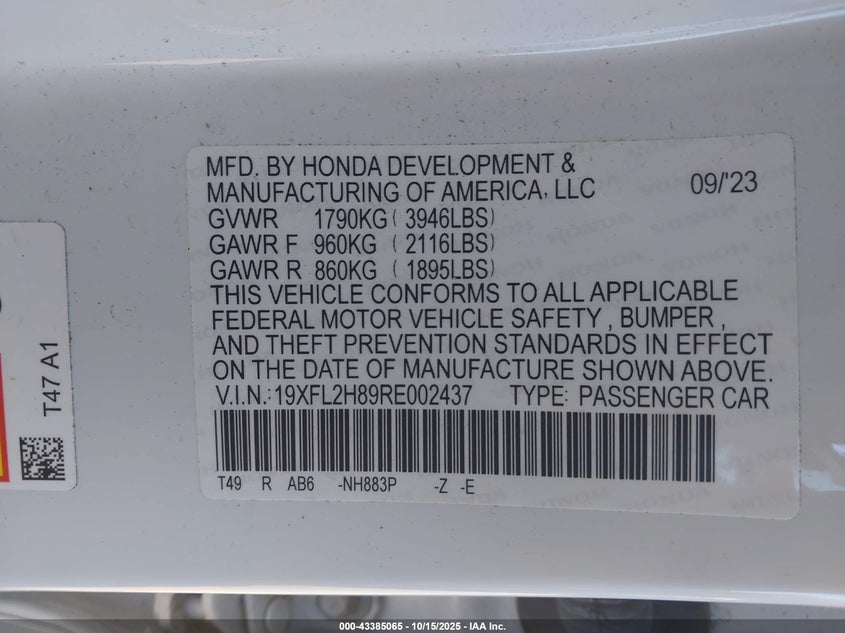 MFD. BY HONDA DEVELOPMENT &
MANUFACTURING OF AMERICA, LLC 09/'23
GVWR 1790KG ( 3946LBS)
GAWR F 960KG ( 2116LBS)
GAWR R 860KG ( 1895LBS)
THIS VEHICLE CONFORMS TO ALL APPLICABLE
FEDERAL MOTOR VEHICLE SAFETY , BUMPER ,
AND THEFT PREVENTION STANDARDS IN EFFECT
ON THE DATE OF MANUFACTURE SHOWN ABOVE.
V.I.N.:19XFL2H89RE002437 TYPE: PASSENGER CAR
T49 R AB6 -NH883P -Z -E
T47 A1
000-43385065 - 10/15/2025 - IAA Inc.